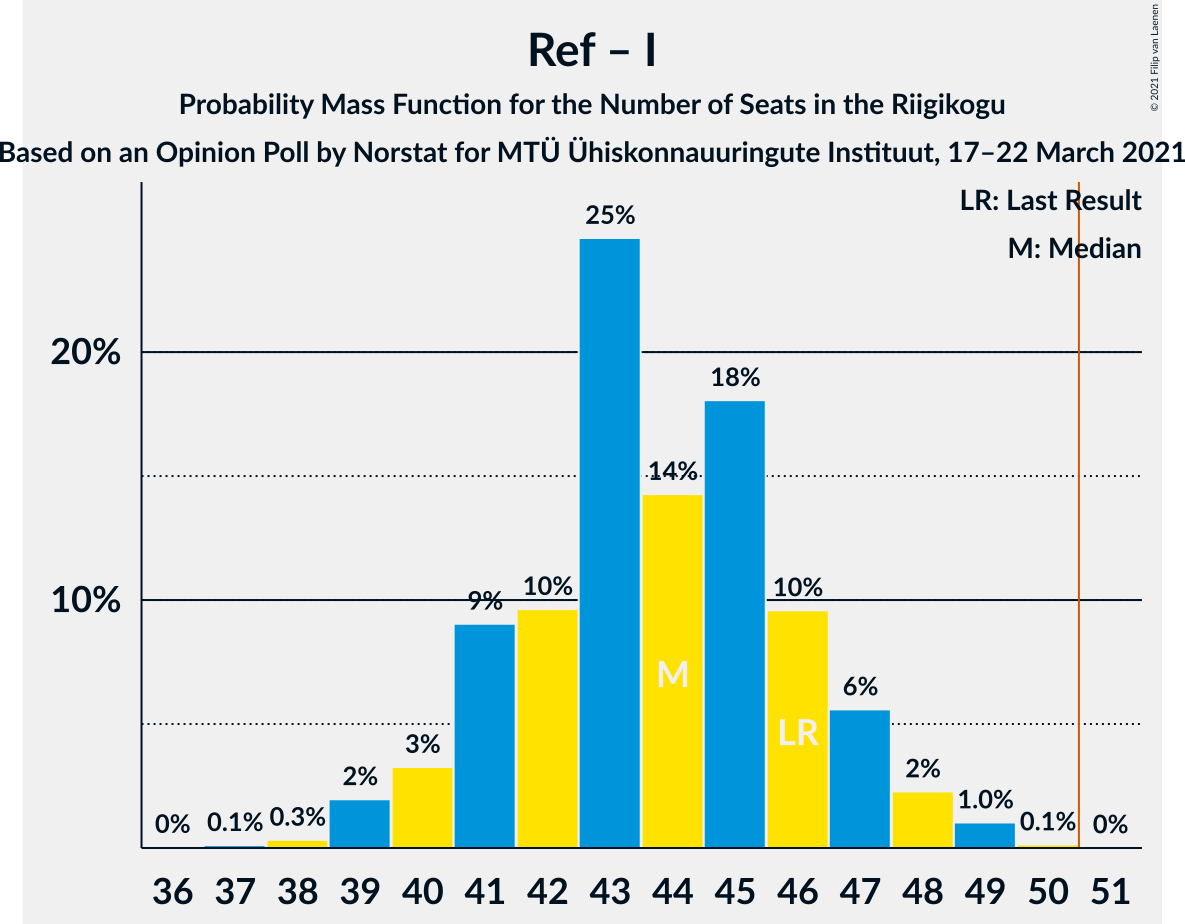 Ref – I
Probability Mass Function for the Number of Seats in the Riigikogu
Based on an Opinion Poll by Norstat for MTÜ Ühiskonnauuringute Instituut, 17–22 March 2021
© 2021 Filip van Laenen
LR: Last Result
M: Median
25%
20%
18%
14%
10%
9%
10%
10%
M
6%
LR
3%
2%
2%
1.0%
0%
0.1%
0.3%
0.1%
0%
36 37 38 39 40 41 42 43 44 45 46 47 48 49 50 51